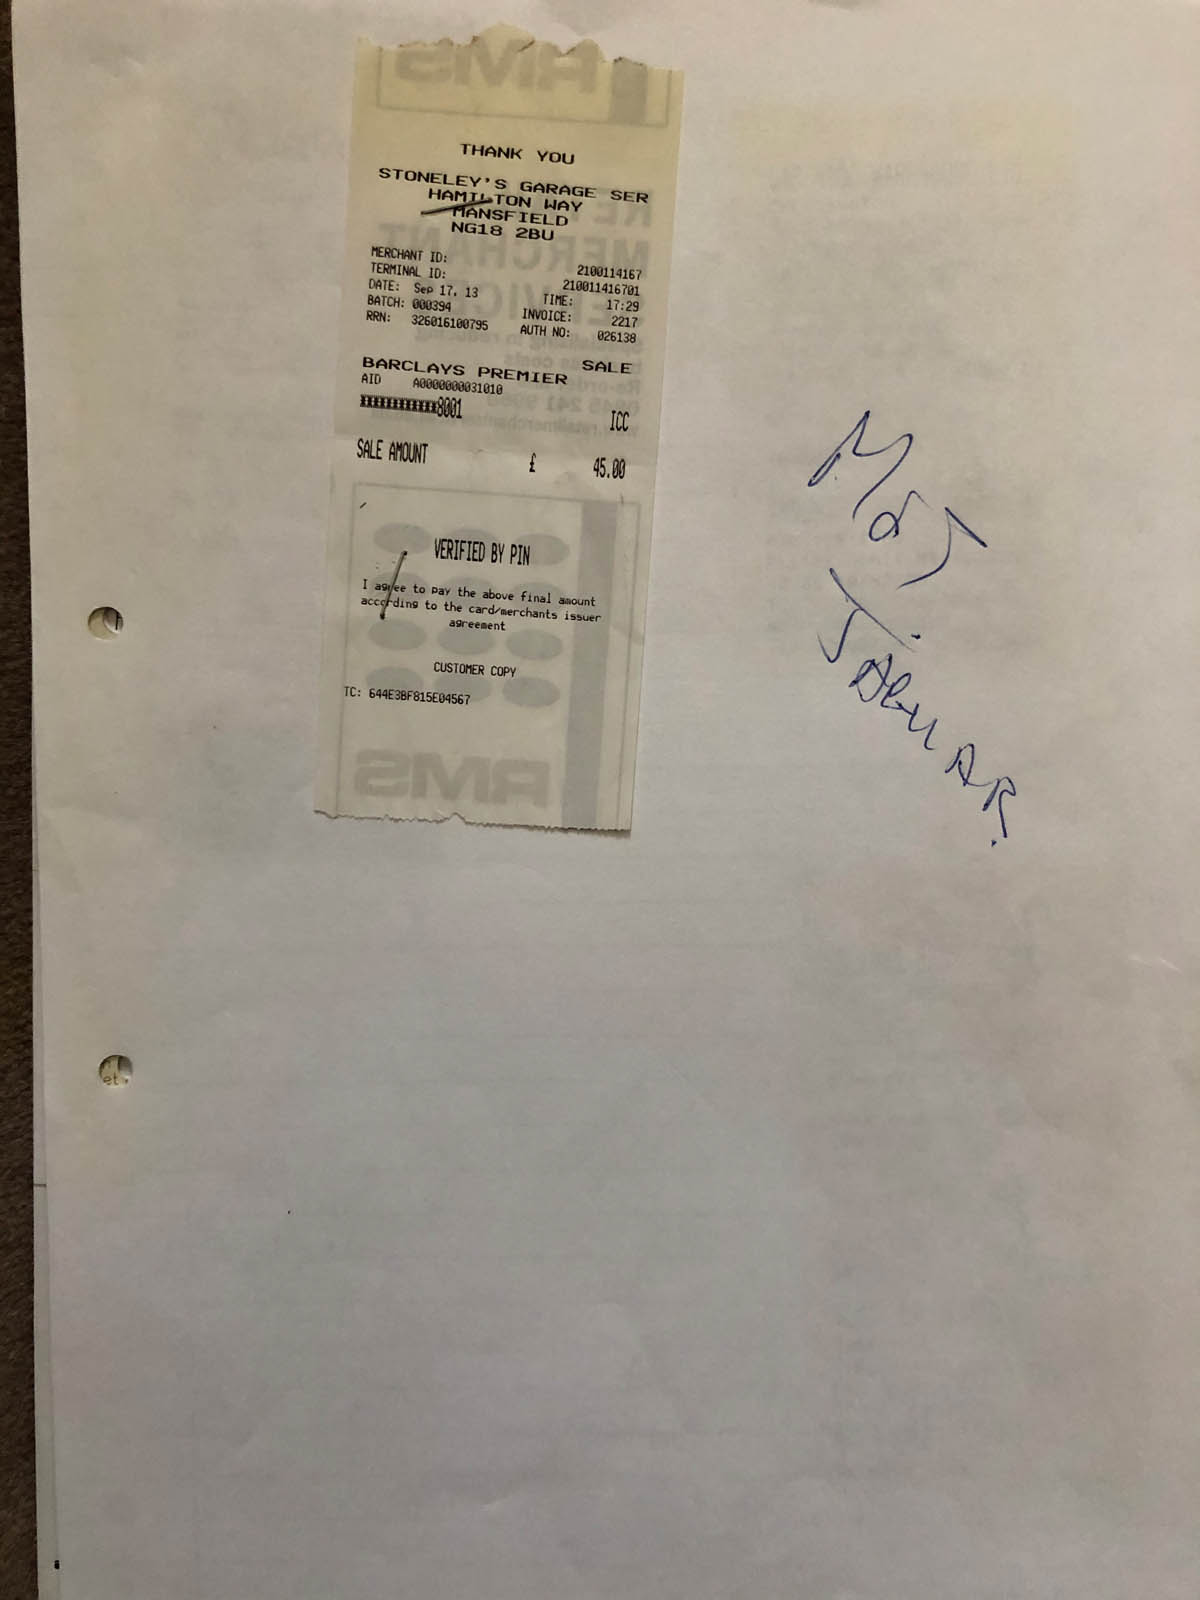 THANK YOU
STONELEY'S GARAGE SER
HAMILTON WAY
MANSFIELD
NG18 2BU
MERCHANT ID: 2100114167
TERMINAL ID: 210011416701
DATE: Sep 17, 13 TIME: 17:29
BATCH: 000394 INVOICE: 2217
RRN: 326016100795 AUTH NO: 026138
SALE
BARCLAYS PREMIER
AID A0000000031010
************8001
ICC
SALE AMOUNT £ 45.00
VERIFIED BY PIN
I agree to pay the above final amount
according to the card/merchants issuer
agreement
CUSTOMER COPY
TC: 644E3BF815E04567
RMS
MOT
JAGUAR.
et